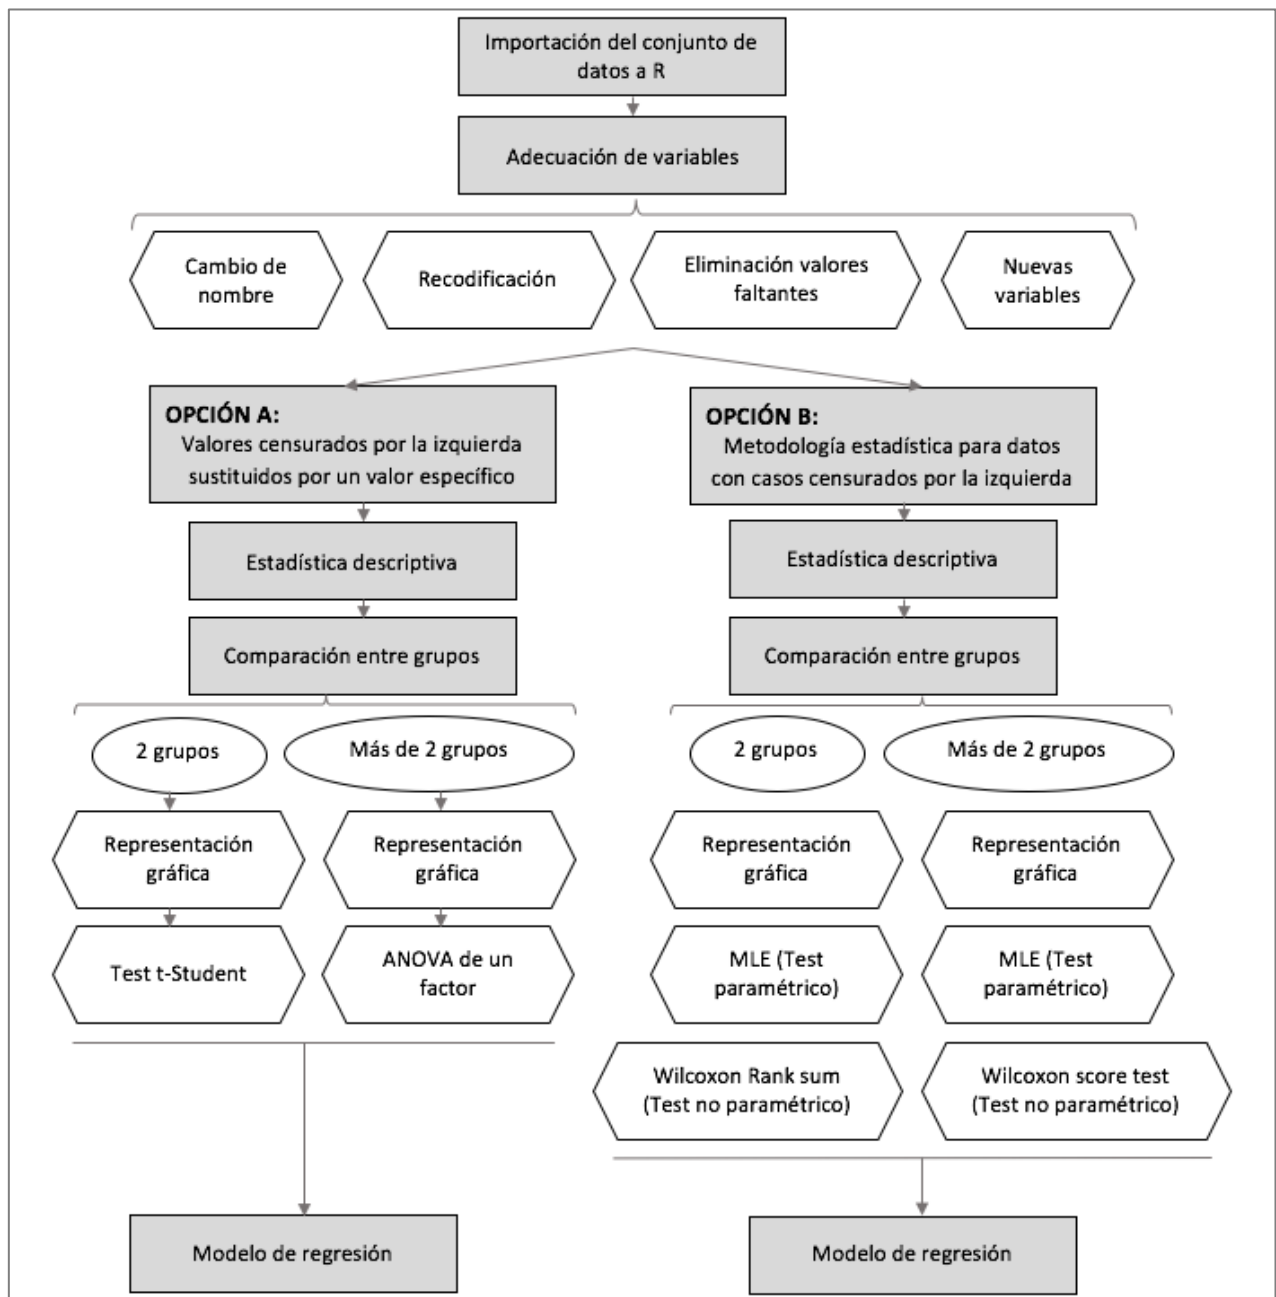 Importación del conjunto de
datos a R
Adecuación de variables
Cambio de
nombre
Recodificación
Eliminación valores
faltantes
Nuevas
variables
OPCIÓN A:
Valores censurados por la izquierda
sustituidos por un valor específico
Estadística descriptiva
Comparación entre grupos
2 grupos
Más de 2 grupos
Representación
gráfica
Representación
gráfica
Test t-Student
ANOVA de un
factor
Modelo de regresión
OPCIÓN B:
Metodología estadística para datos
con casos censurados por la izquierda
Estadística descriptiva
Comparación entre grupos
2 grupos
Más de 2 grupos
Representación
gráfica
Representación
gráfica
MLE (Test
paramétrico)
MLE (Test
paramétrico)
Wilcoxon Rank sum
(Test no paramétrico)
Wilcoxon score test
(Test no paramétrico)
Modelo de regresión